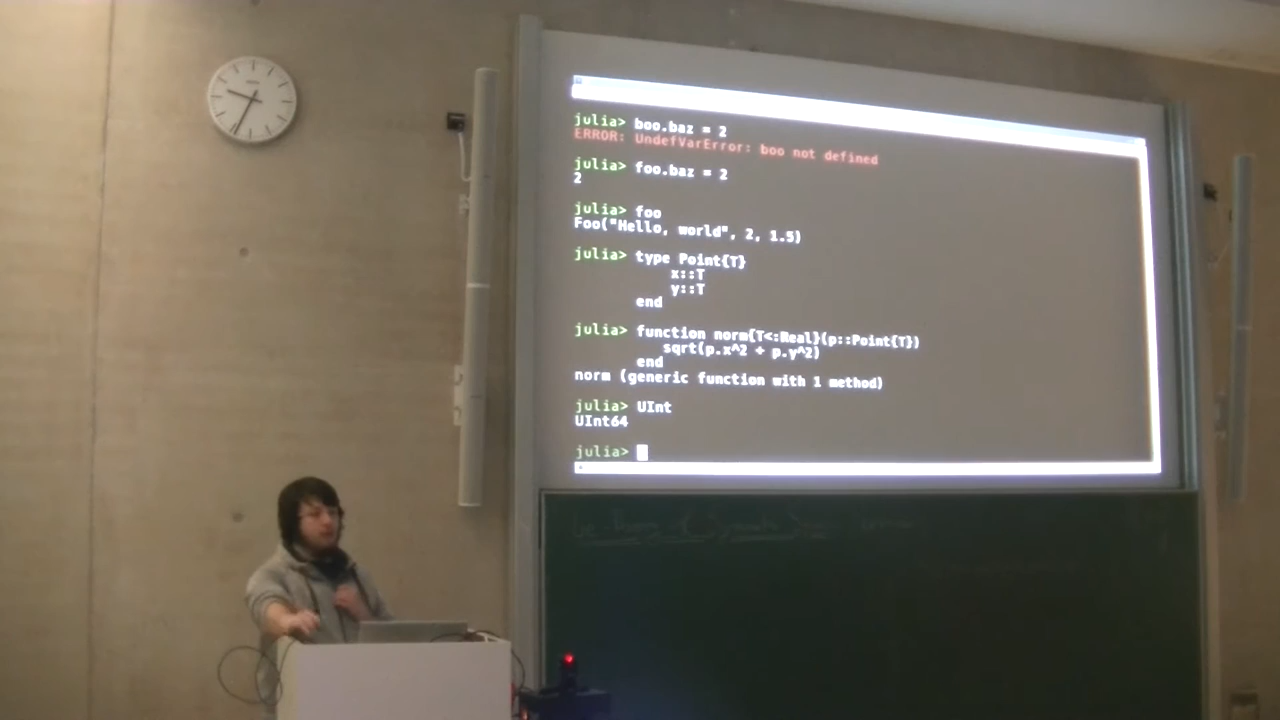 julia> boo.baz = 2
ERROR: UndefVarError: boo not defined
julia> foo.baz = 2
2
julia> foo
Foo("Hello, world", 2, 1.5)
julia> type Point{T}
x::T
y::T
end
julia> function norm{T<:Real}(p::Point{T})
sqrt(p.x^2 + p.y^2)
end
norm (generic function with 1 method)
julia> UInt
UInt64
julia>